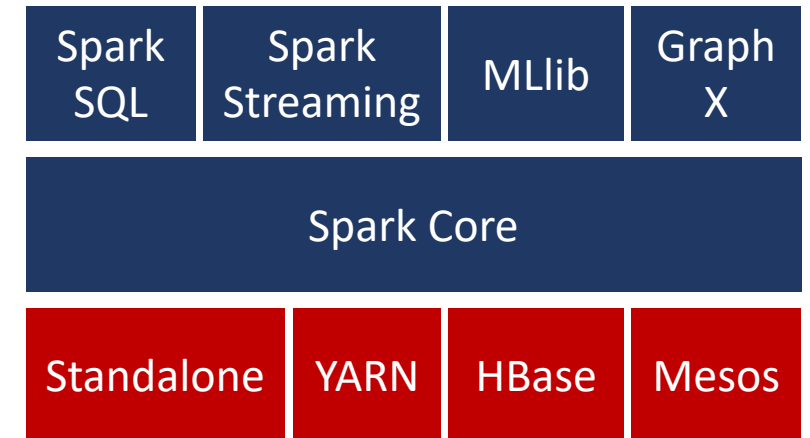 Spark
SQL
Spark
Streaming
MLlib
Graph
X
Spark Core
Standalone
YARN
HBase
Mesos